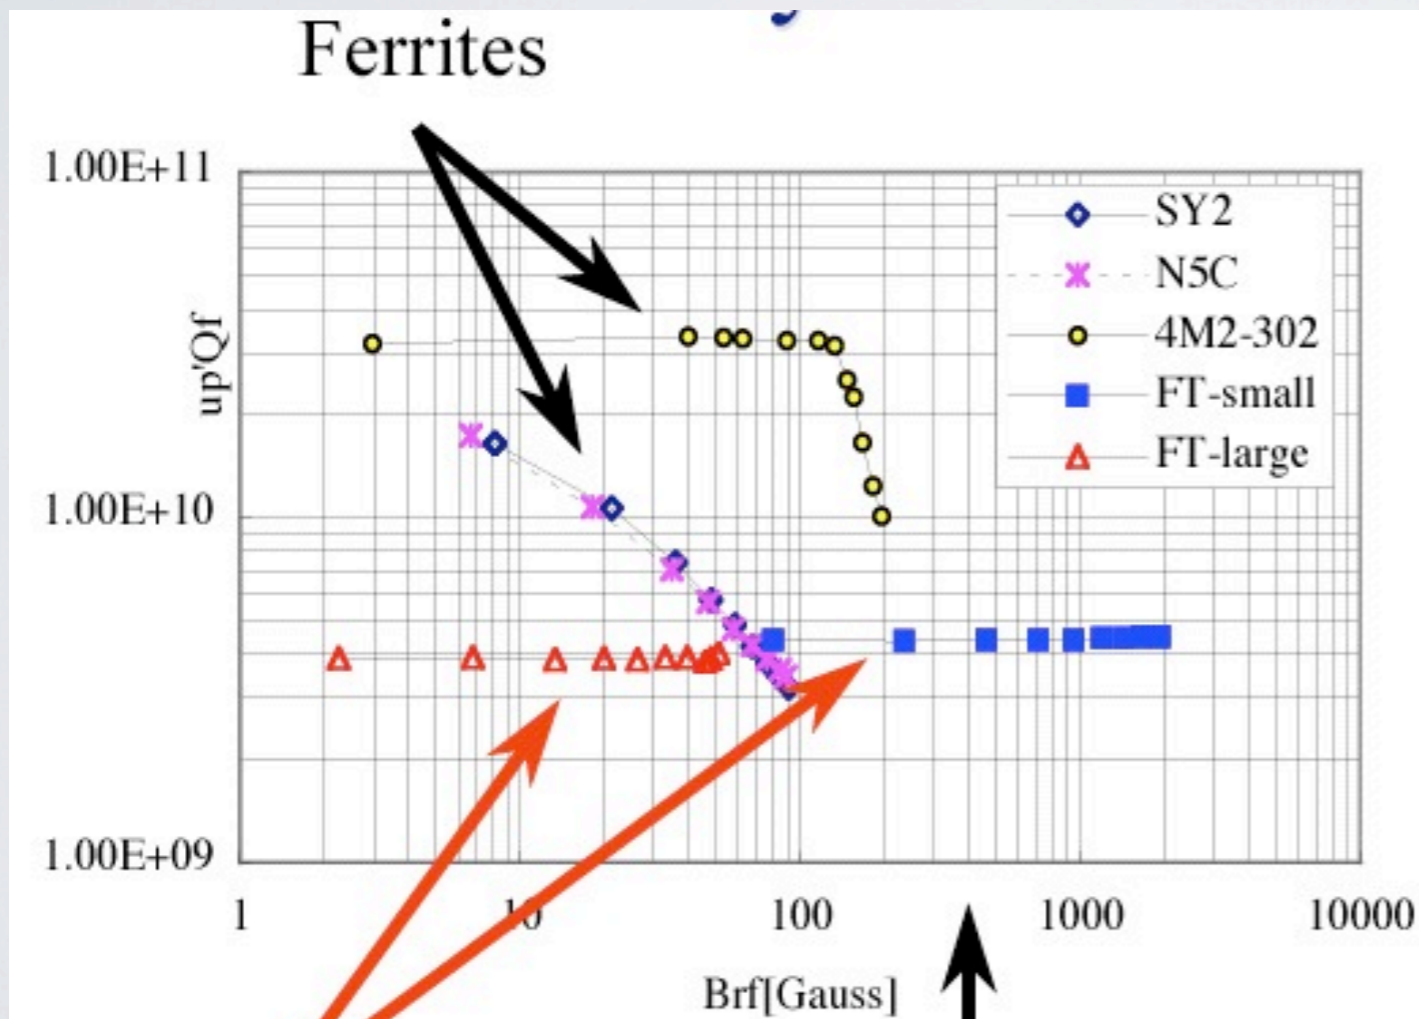 Ferrites
1.00E+11
1.00E+10
1.00E+09
up'Qf
SY2
N5C
4M2-302
FT-small
FT-large
1
10
100
1000
10000
Brf[Gauss]